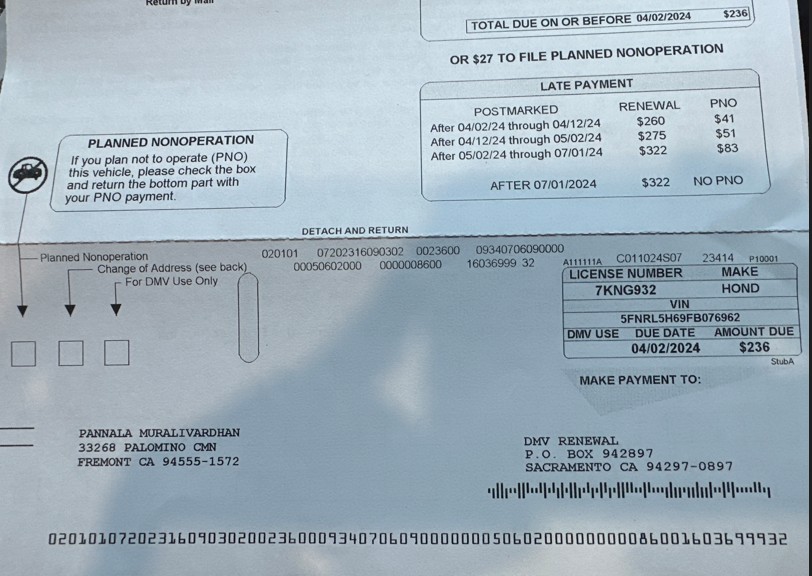 Return by Mail
TOTAL DUE ON OR BEFORE 04/02/2024 $236
OR $27 TO FILE PLANNED NONOPERATION
LATE PAYMENT
POSTMARKED RENEWAL PNO
After 04/02/24 through 04/12/24 $260 $41
After 04/12/24 through 05/02/24 $275 $51
After 05/02/24 through 07/01/24 $322 $83
AFTER 07/01/2024 $322 NO PNO
PLANNED NONOPERATION
If you plan not to operate (PNO)
this vehicle, please check the box
and return the bottom part with
your PNO payment.
DETACH AND RETURN
Planned Nonoperation
Change of Address (see back)
For DMV Use Only
020101 07202316090302 0023600 09340706090000
00050602000 0000008600 16036999 32
A111111A C011024S07 23414 P10001
LICENSE NUMBER MAKE
7KNG932 HOND
VIN
5FNRL5H69FB076962
DMV USE DUE DATE AMOUNT DUE
04/02/2024 $236
StubA
MAKE PAYMENT TO:
PANNALA MURALIVARDHAN
33268 PALOMINO CMN
FREMONT CA 94555-1572
DMV RENEWAL
P.O. BOX 942897
SACRAMENTO CA 94297-0897
020101072023160903020023600093407060900000005060200000000086001603699932